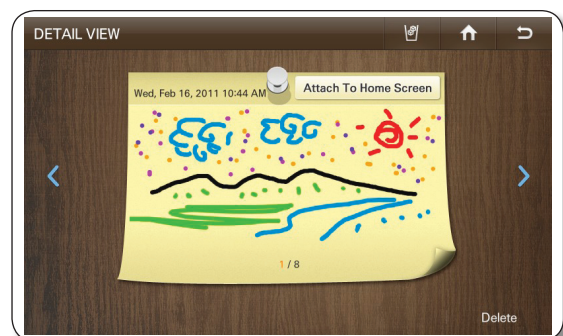 DETAIL VIEW
Wed, Feb 16, 2011 10:44 AM
Attach To Home Screen
1 / 8
Delete